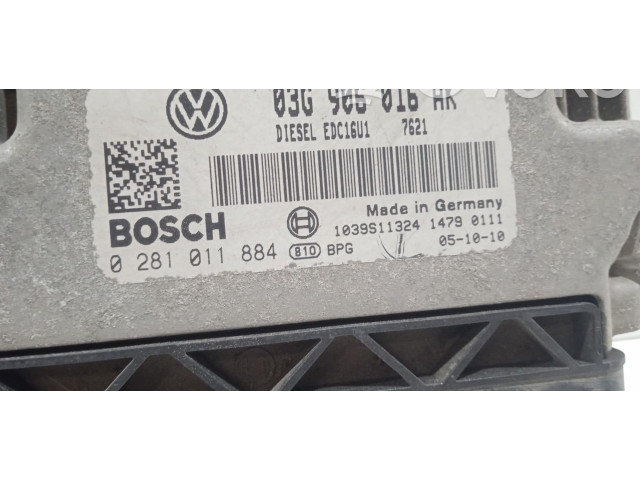 03G 906 016
DIESEL EDC16U1 7621
BOSCH
Made in Germany
1039S11324 1479 0111
0 281 011 884 810 BPG 05-10-10